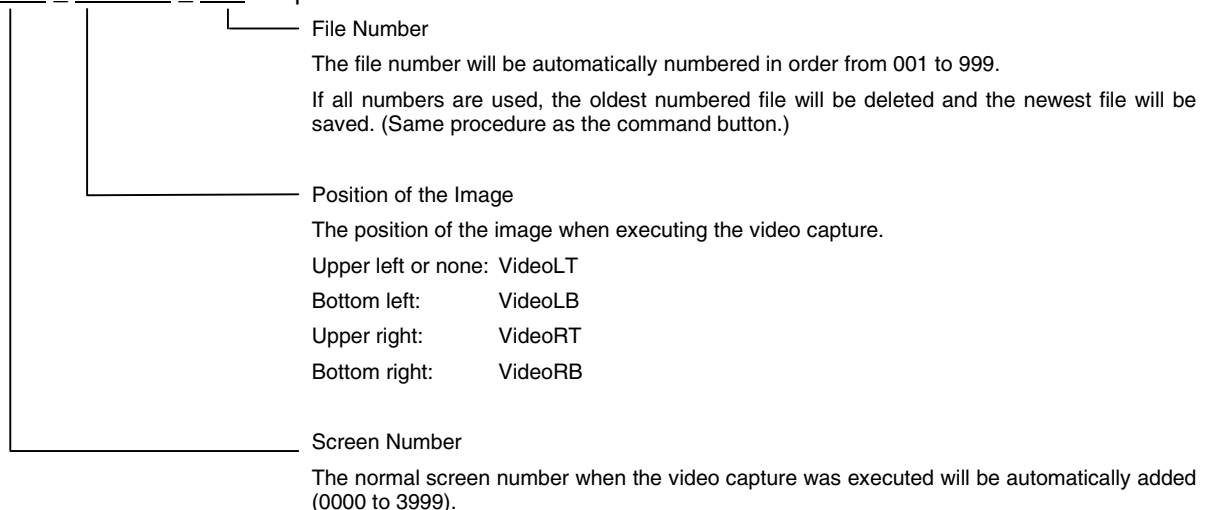 File Number
The file number will be automatically numbered in order from 001 to 999.
If all numbers are used, the oldest numbered file will be deleted and the newest file will be
saved. (Same procedure as the command button.)
Position of the Image
The position of the image when executing the video capture.
Upper left or none: VideoLT
Bottom left: VideoLB
Upper right: VideoRT
Bottom right: VideoRB
Screen Number
The normal screen number when the video capture was executed will be automatically added
(0000 to 3999).